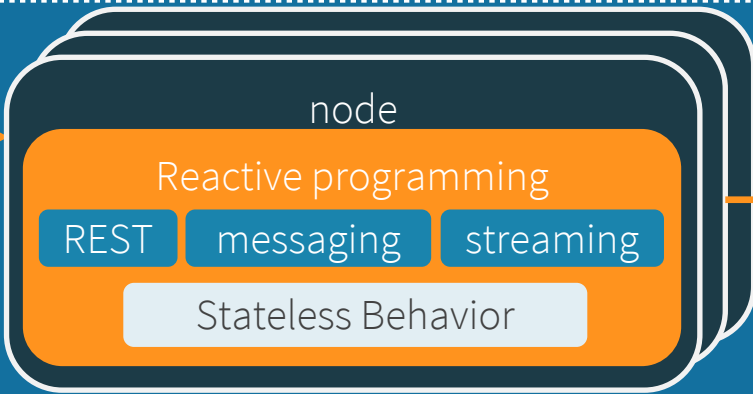 node
Reactive programming
REST messaging streaming
Stateless Behavior